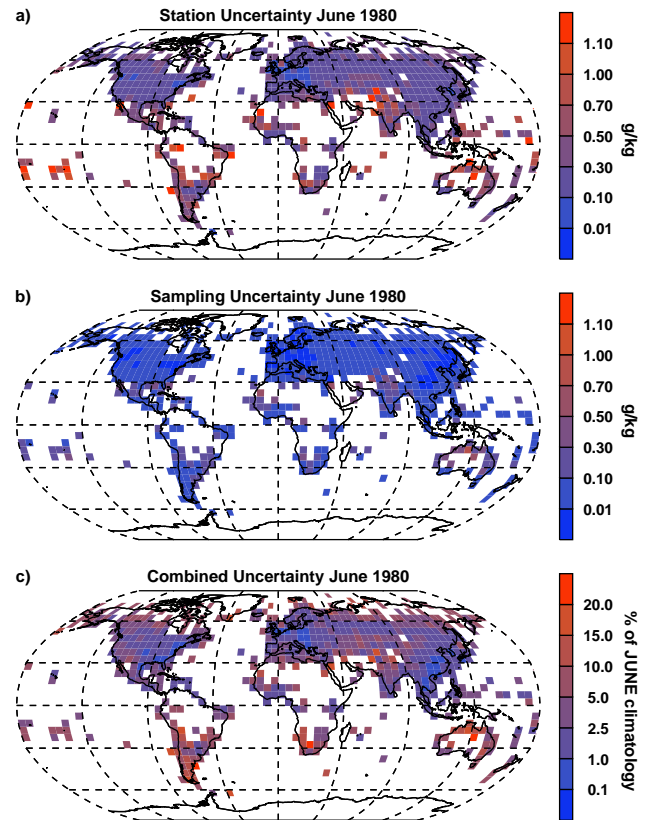 a)
Station Uncertainty June 1980
1.10
1.00
0.70
0.50
0.30
0.10
0.01
g/kg
b)
Sampling Uncertainty June 1980
1.10
1.00
0.70
0.50
0.30
0.10
0.01
g/kg
c)
Combined Uncertainty June 1980
20.0
15.0
10.0
5.0
2.5
1.0
0.1
% of JUNE climatology